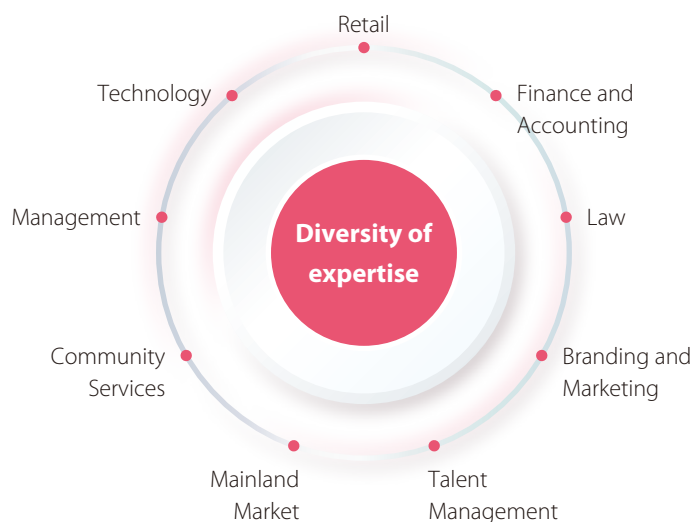 Retail
Technology
Finance and
Accounting
Management
Law
Diversity of
expertise
Community
Services
Branding and
Marketing
Mainland
Market
Talent
Management